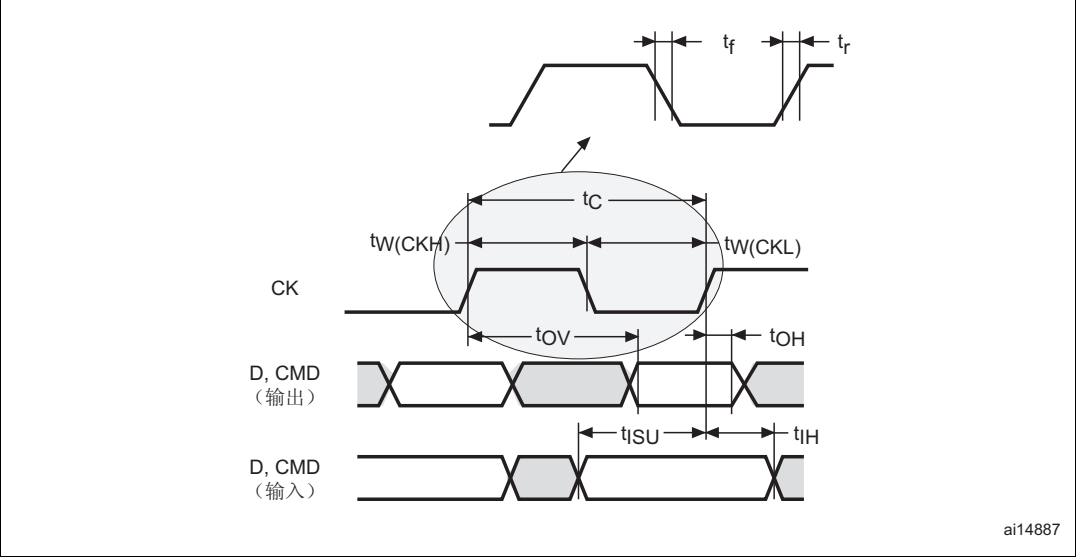 tf
tr
tC
tW(CKH)
tW(CKL)
CK
tOV
tOH
D, CMD
（输出）
tISU
tIH
D, CMD
（输入）
ai14887